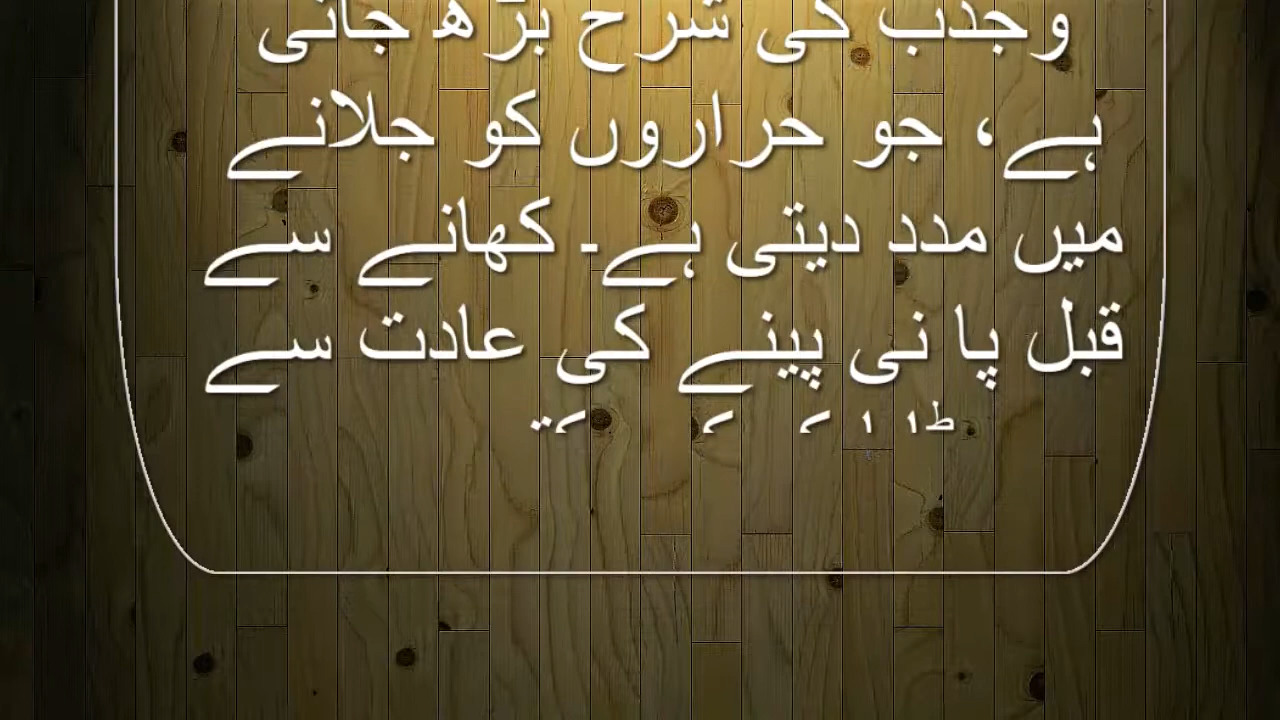 وجذب کی شرح بڑھ جاتی
ہے، جو حراروں کو جلانے
میں مدد دیتی ہے۔ کھانے سے
قبل پانی پینے کی عادت سے